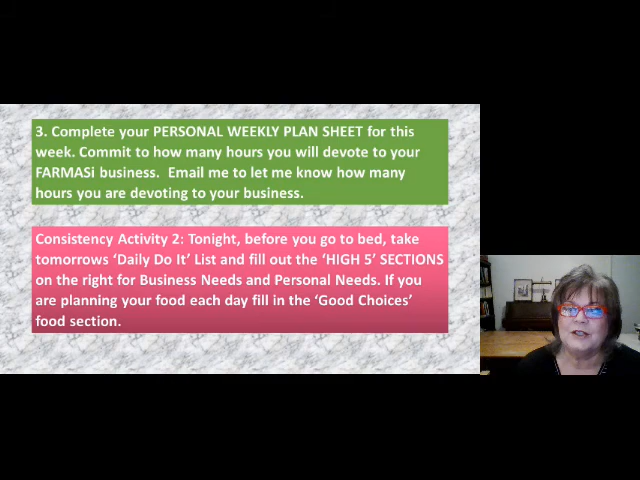 3. Complete your PERSONAL WEEKLY PLAN SHEET for this
week. Commit to how many hours you will devote to your
FARMASi business.  Email me to let me know how many
hours you are devoting to your business.
Consistency Activity 2: Tonight, before you go to bed, take
tomorrows ‘Daily Do It’ List and fill out the ‘HIGH 5’ SECTIONS
on the right for Business Needs and Personal Needs. If you
are planning your food each day fill in the ‘Good Choices’
food section.